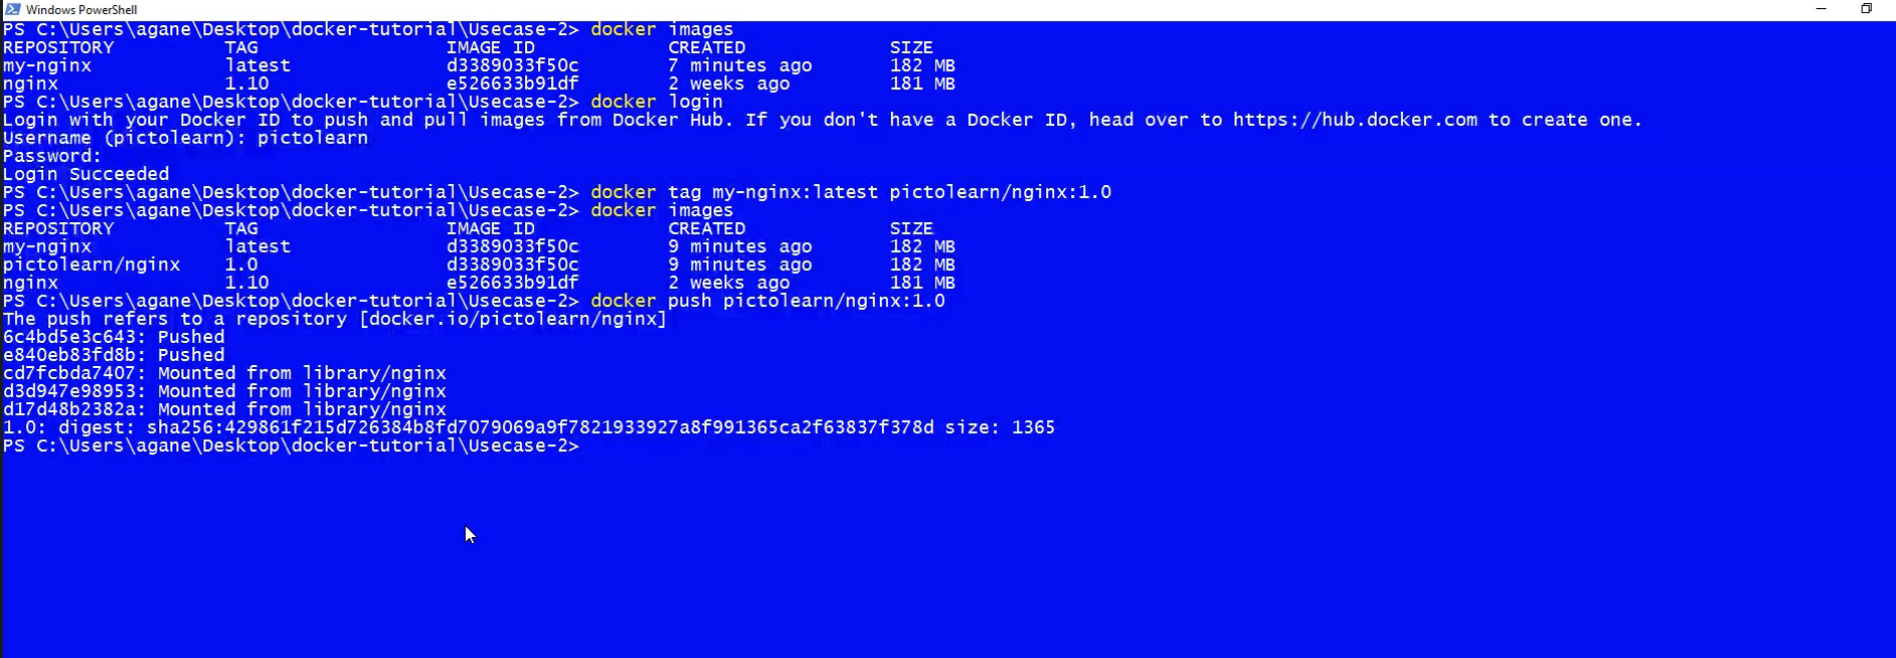 Windows PowerShell
PS C:\Users\agane\Desktop\docker-tutorial\Usecase-2> docker images
REPOSITORY TAG IMAGE ID CREATED SIZE
my-nginx latest d3389033f50c 7 minutes ago 182 MB
nginx 1.10 e526633b91df 2 weeks ago 181 MB
PS C:\Users\agane\Desktop\docker-tutorial\Usecase-2> docker login
Login with your Docker ID to push and pull images from Docker Hub. If you don't have a Docker ID, head over to https://hub.docker.com to create one.
Username (pictolearn): pictolearn
Password:
Login Succeeded
PS C:\Users\agane\Desktop\docker-tutorial\Usecase-2> docker tag my-nginx:latest pictolearn/nginx:1.0
PS C:\Users\agane\Desktop\docker-tutorial\Usecase-2> docker images
REPOSITORY TAG IMAGE ID CREATED SIZE
my-nginx latest d3389033f50c 9 minutes ago 182 MB
pictolearn/nginx 1.0 d3389033f50c 9 minutes ago 182 MB
nginx 1.10 e526633b91df 2 weeks ago 181 MB
PS C:\Users\agane\Desktop\docker-tutorial\Usecase-2> docker push pictolearn/nginx:1.0
The push refers to a repository [docker.io/pictolearn/nginx]
6c4bd5e3c643: Pushed
e840eb83fd8b: Pushed
cd7fcbda7407: Mounted from library/nginx
d3d947e98953: Mounted from library/nginx
d17d48b2382a: Mounted from library/nginx
1.0: digest: sha256:429861f215d726384b8fd7079069a9f7821933927a8f991365ca2f63837f378d size: 1365
PS C:\Users\agane\Desktop\docker-tutorial\Usecase-2>